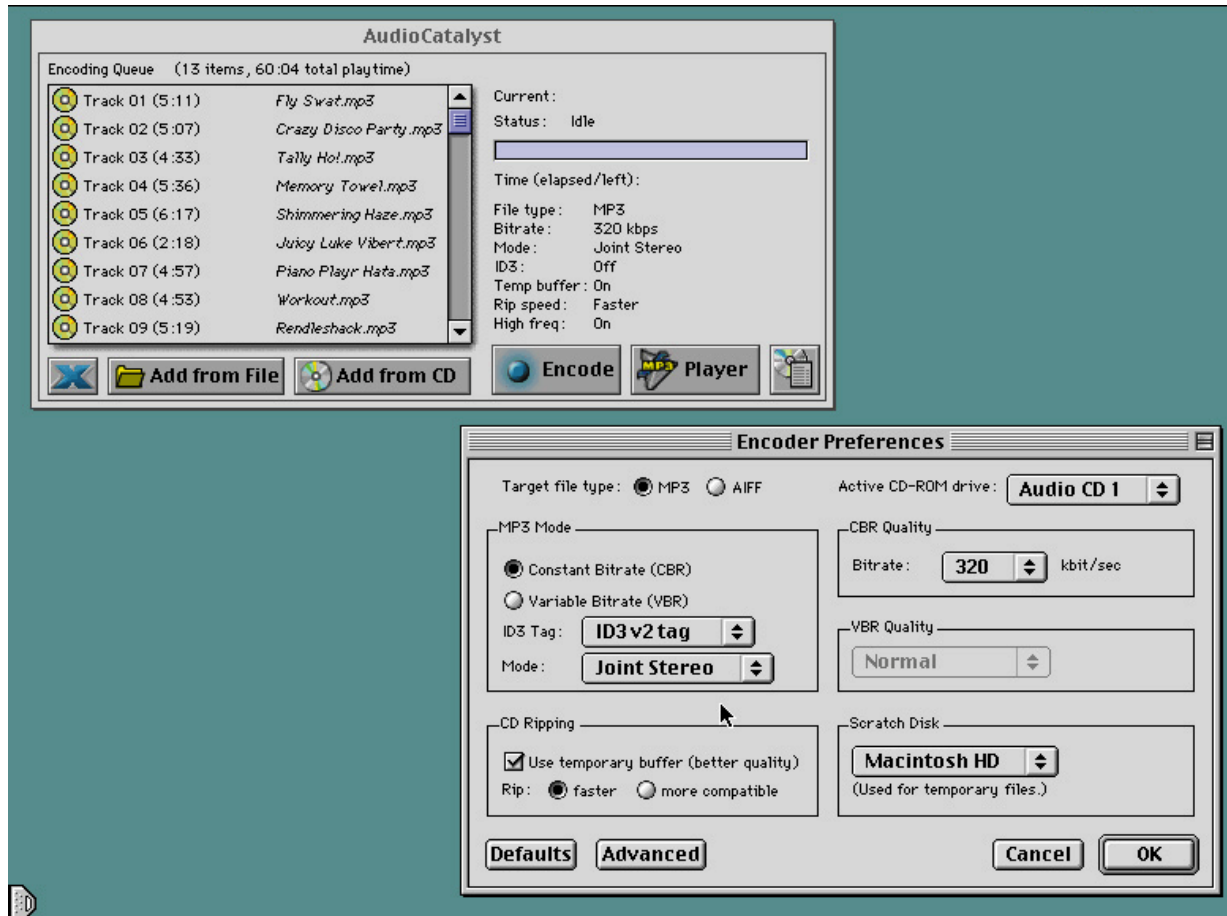 AudioCatalyst
Encoding Queue (13 items, 60:04 total playtime)
Track 01 (5:11) Fly Swat.mp3
Track 02 (5:07) Crazy Disco Party.mp3
Track 03 (4:33) Tally Ho!.mp3
Track 04 (5:36) Memory Towel.mp3
Track 05 (6:17) Shimmering Haze.mp3
Track 06 (2:18) Juicy Luke Vibert.mp3
Track 07 (4:57) Piano Playr Hata.mp3
Track 08 (4:53) Workout.mp3
Track 09 (5:19) Rendleshack.mp3
Add from File
Add from CD
Current:
Status: Idle
Time (elapsed/left):
File type: MP3
Bitrate: 320 kbps
Mode: Joint Stereo
ID3: Off
Temp buffer: On
Rip speed: Faster
High freq: On
Encode
MP3 Player
Encoder Preferences
Target file type: MP3 AIFF
Active CD-ROM drive: Audio CD 1
MP3 Mode
Constant Bitrate (CBR)
Variable Bitrate (VBR)
ID3 Tag: ID3 v2 tag
Mode: Joint Stereo
CBR Quality
Bitrate: 320 kbit/sec
VBR Quality
Normal
CD Ripping
Use temporary buffer (better quality)
Rip: faster more compatible
Scratch Disk
Macintosh HD
(Used for temporary files.)
Defaults
Advanced
Cancel
OK